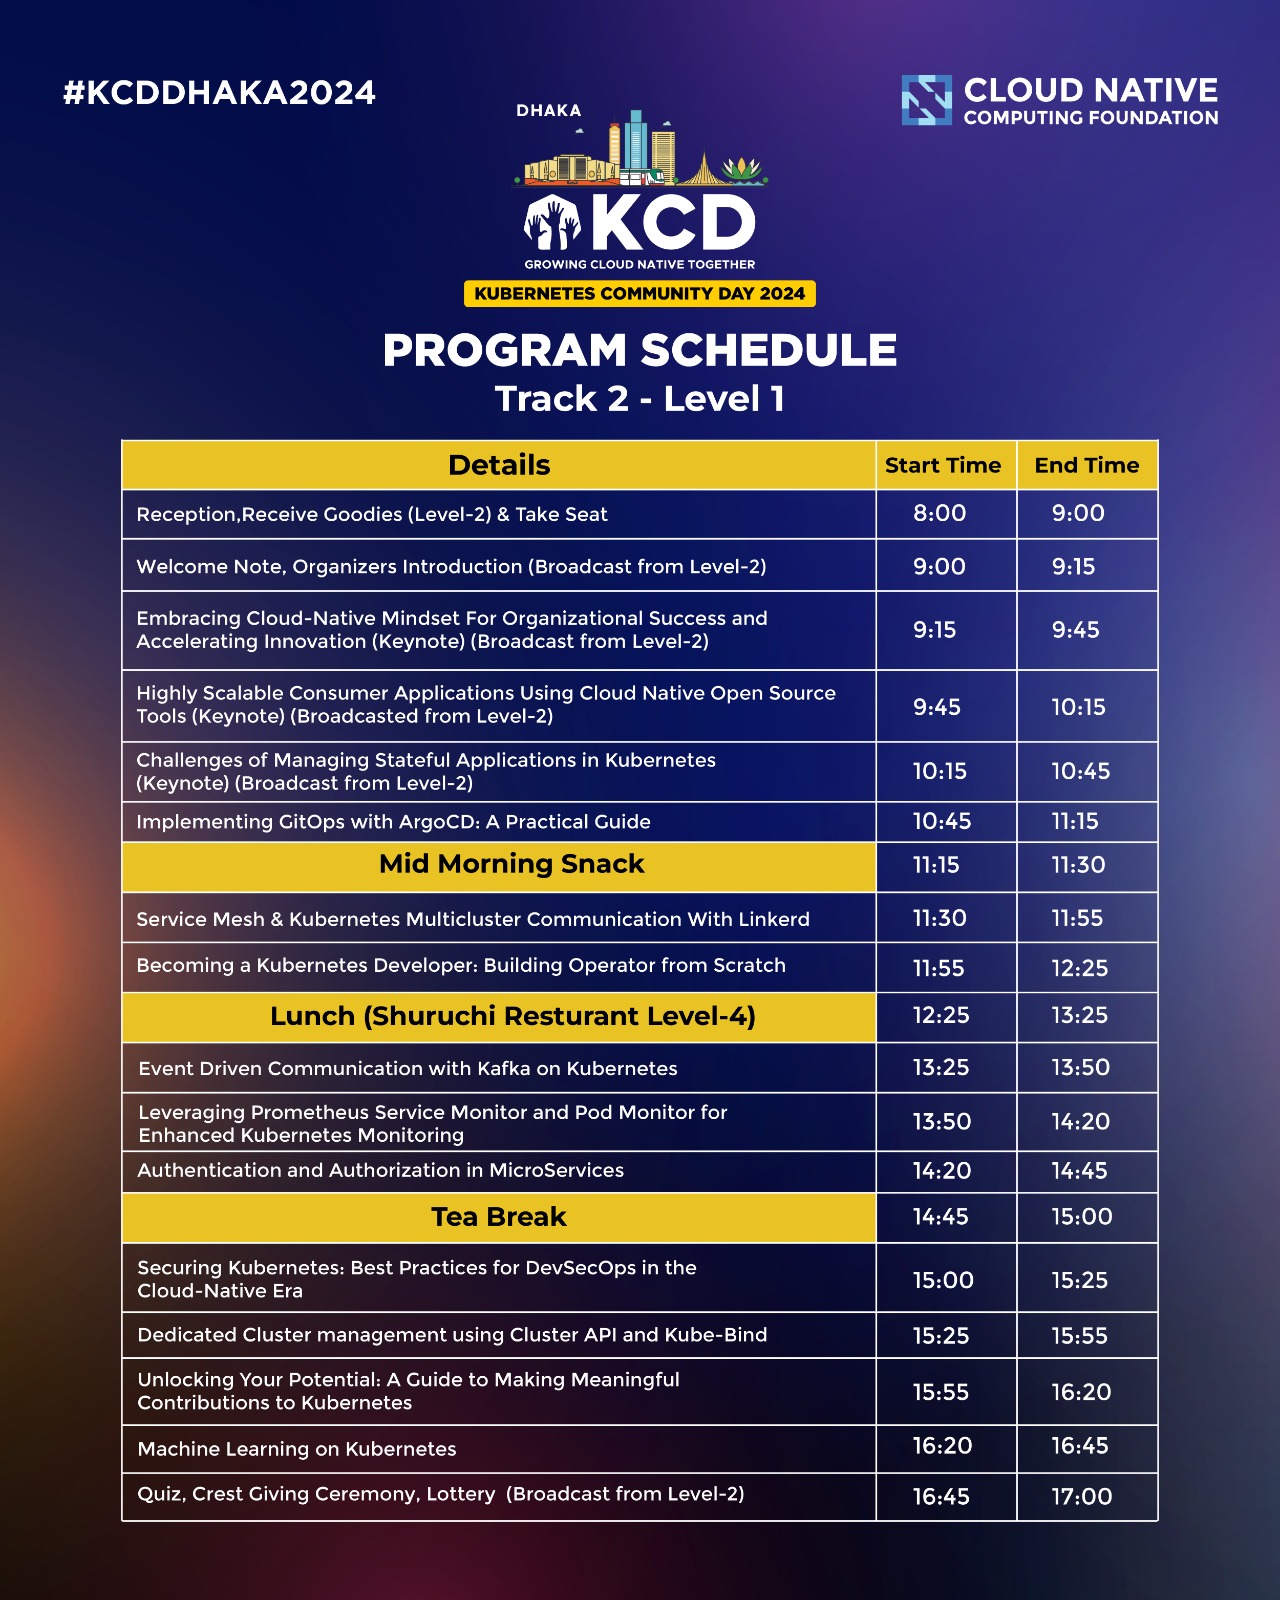 #KCDDHAKA2024
CLOUD NATIVE
COMPUTING FOUNDATION
DHAKA
KCD
GROWING CLOUD NATIVE TOGETHER
KUBERNETES COMMUNITY DAY 2024
PROGRAM SCHEDULE
Track 2 - Level 1
Details Start Time End Time
Reception,Receive Goodies (Level-2) & Take Seat 8:00 9:00
Welcome Note, Organizers Introduction (Broadcast from Level-2) 9:00 9:15
Embracing Cloud-Native Mindset For Organizational Success and
Accelerating Innovation (Keynote) (Broadcast from Level-2) 9:15 9:45
Highly Scalable Consumer Applications Using Cloud Native Open Source
Tools (Keynote) (Broadcasted from Level-2) 9:45 10:15
Challenges of Managing Stateful Applications in Kubernetes
(Keynote) (Broadcast from Level-2) 10:15 10:45
Implementing GitOps with ArgoCD: A Practical Guide 10:45 11:15
Mid Morning Snack 11:15 11:30
Service Mesh & Kubernetes Multicluster Communication With Linkerd 11:30 11:55
Becoming a Kubernetes Developer: Building Operator from Scratch 11:55 12:25
Lunch (Shuruchi Resturant Level-4) 12:25 13:25
Event Driven Communication with Kafka on Kubernetes 13:25 13:50
Leveraging Prometheus Service Monitor and Pod Monitor for
Enhanced Kubernetes Monitoring 13:50 14:20
Authentication and Authorization in MicroServices 14:20 14:45
Tea Break 14:45 15:00
Securing Kubernetes: Best Practices for DevSecOps in the
Cloud-Native Era 15:00 15:25
Dedicated Cluster management using Cluster API and Kube-Bind 15:25 15:55
Unlocking Your Potential: A Guide to Making Meaningful
Contributions to Kubernetes 15:55 16:20
Machine Learning on Kubernetes 16:20 16:45
Quiz, Crest Giving Ceremony, Lottery (Broadcast from Level-2) 16:45 17:00